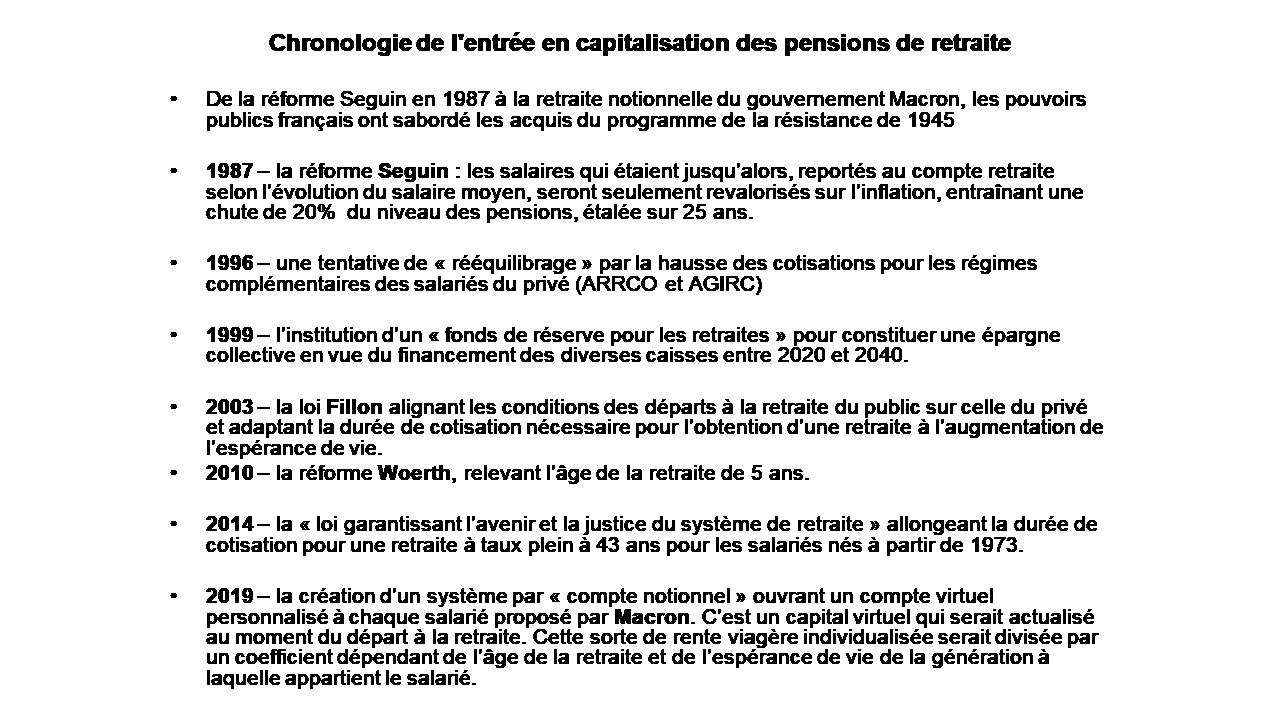 Chronologie de l'entrée en capitalisation des pensions de retraite
• De la réforme Seguin en 1987 à la retraite notionnelle du gouvernement Macron, les pouvoirs
publics français ont sabordé les acquis du programme de la résistance de 1945
• 1987 – la réforme Seguin : les salaires qui étaient jusqu’alors, reportés au compte retraite
selon l’évolution du salaire moyen, seront seulement revalorisés sur l’inflation, entraînant une
chute de 20% du niveau des pensions, étalée sur 25 ans.
• 1996 – une tentative de « rééquilibrage » par la hausse des cotisations pour les régimes
complémentaires des salariés du privé (ARRCO et AGIRC)
• 1999 – l’institution d’un « fonds de réserve pour les retraites » pour constituer une épargne
collective en vue du financement des diverses caisses entre 2020 et 2040.
• 2003 – la loi Fillon alignant les conditions des départs à la retraite du public sur celle du privé
et adaptant la durée de cotisation nécessaire pour l’obtention d’une retraite à l’augmentation de
l’espérance de vie.
• 2010 – la réforme Woerth, relevant l’âge de la retraite de 5 ans.
• 2014 – la « loi garantissant l’avenir et la justice du système de retraite » allongeant la durée de
cotisation pour une retraite à taux plein à 43 ans pour les salariés nés à partir de 1973.
• 2019 – la création d’un système par « compte notionnel » ouvrant un compte virtuel
personnalisé à chaque salarié proposé par Macron. C’est un capital virtuel qui serait actualisé
au moment du départ à la retraite. Cette sorte de rente viagère individualisée serait divisée par
un coefficient dépendant de l’âge de la retraite et de l’espérance de vie de la génération à
laquelle appartient le salarié.